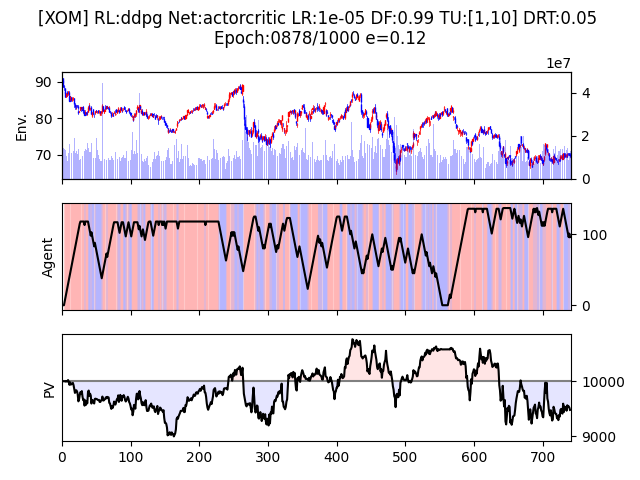 [XOM] RL:ddpg Net:actorcritic LR:1e-05 DF:0.99 TU:[1,10] DRT:0.05
Epoch:0878/1000 e=0.12
1e7
90
80
70
Env.
4
2
0
Agent
100
0
PV
10000
9000
0 100 200 300 400 500 600 700